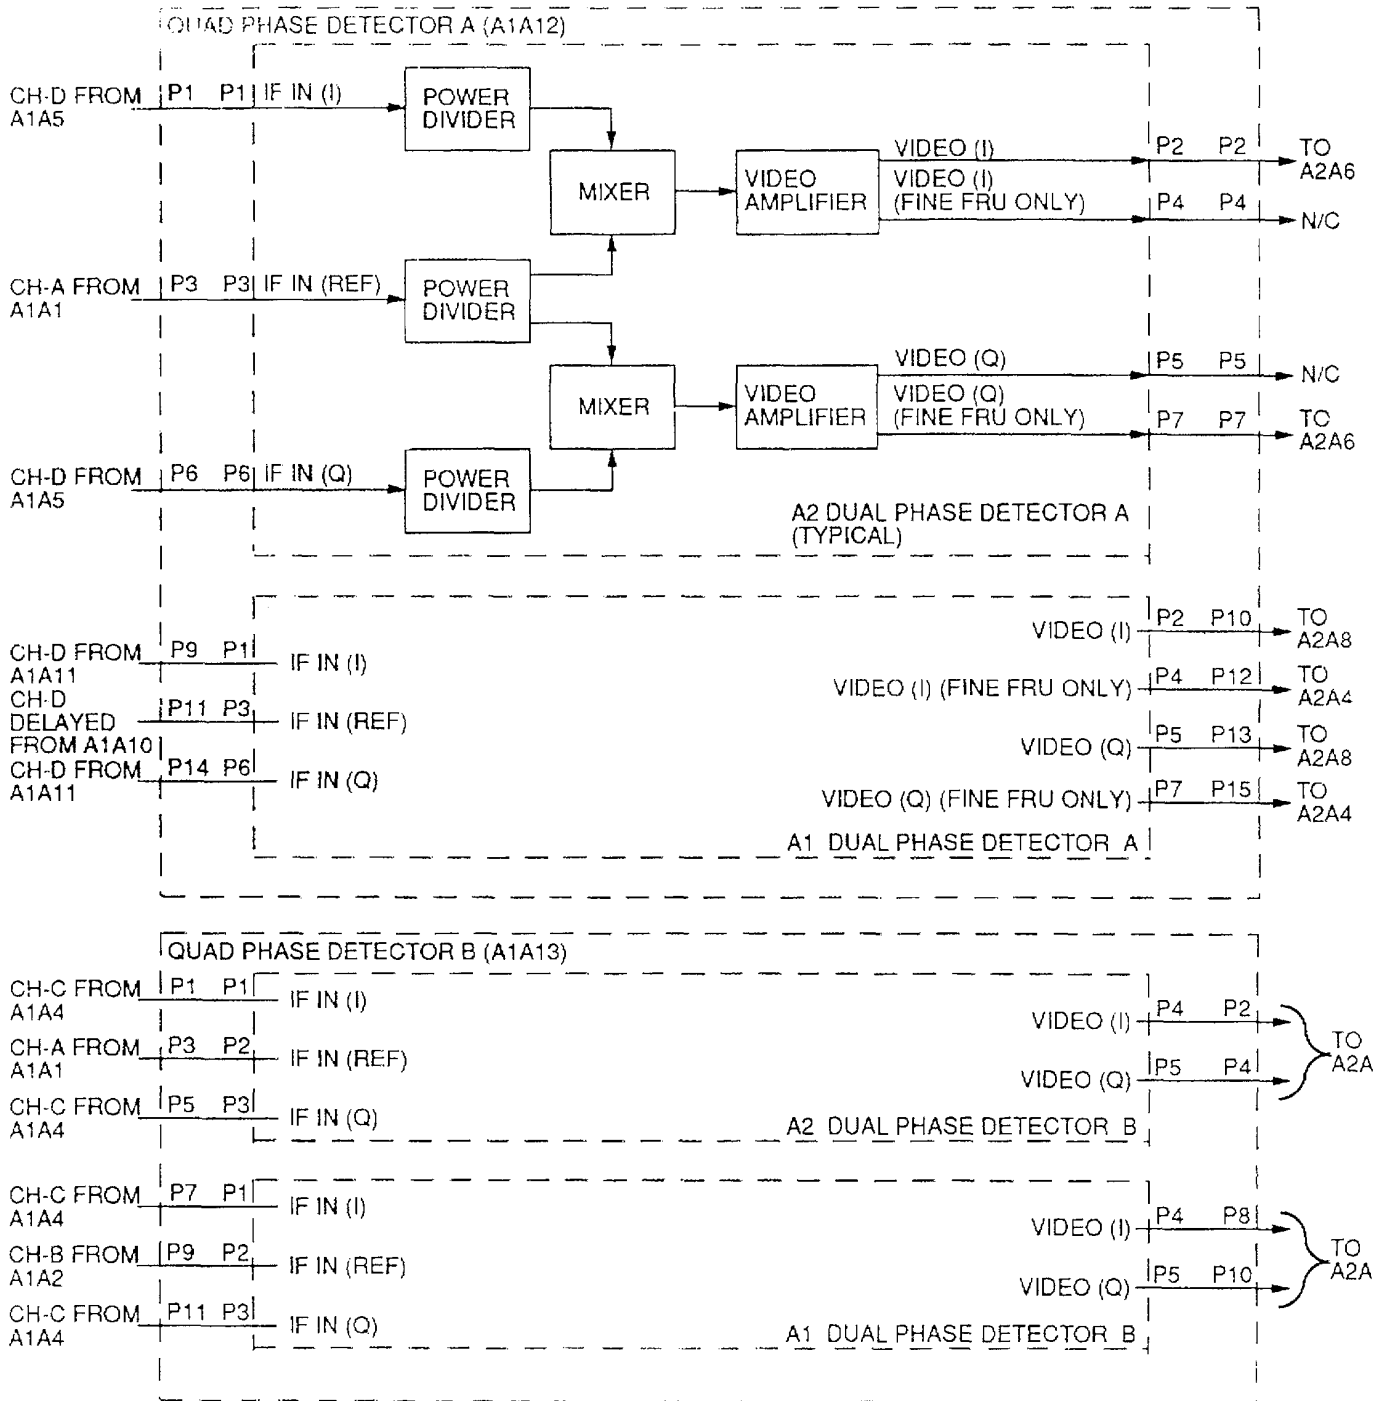 QUAD PHASE DETECTOR A (A1A12)
CH-D FROM
A1A5
P1 P1 IF IN (I)
POWER
DIVIDER
MIXER
VIDEO
AMPLIFIER
VIDEO (I)
VIDEO (I)
(FINE FRU ONLY)
P2 P2
TO
A2A6
P4 P4
N/C
CH-A FROM
A1A1
P3 P3 IF IN (REF)
POWER
DIVIDER
MIXER
VIDEO
AMPLIFIER
VIDEO (Q)
VIDEO (Q)
(FINE FRU ONLY)
P5 P5
N/C
P7 P7
TO
A2A6
CH-D FROM
A1A5
P6 P6 IF IN (Q)
POWER
DIVIDER
A2 DUAL PHASE DETECTOR A
(TYPICAL)
CH-D FROM
A1A11
P9 P1
IF IN (I)
CH-D
DELAYED
FROM A1A10
P11 P3
IF IN (REF)
CH-D FROM
A1A11
P14 P6
IF IN (Q)
VIDEO (I)
P2 P10
TO
A2A8
VIDEO (I) (FINE FRU ONLY)
P4 P12
TO
A2A4
VIDEO (Q)
P5 P13
TO
A2A8
VIDEO (Q) (FINE FRU ONLY)
P7 P15
TO
A2A4
A1 DUAL PHASE DETECTOR A
QUAD PHASE DETECTOR B (A1A13)
CH-C FROM
A1A4
P1 P1
IF IN (I)
CH-A FROM
A1A1
P3 P2
IF IN (REF)
CH-C FROM
A1A4
P5 P3
IF IN (Q)
VIDEO (I)
P4 P2
VIDEO (Q)
P5 P4
TO
A2A
A2 DUAL PHASE DETECTOR B
CH-C FROM
A1A4
P7 P1
IF IN (I)
CH-B FROM
A1A2
P9 P2
IF IN (REF)
CH-C FROM
A1A4
P11 P3
IF IN (Q)
VIDEO (I)
P4 P8
VIDEO (Q)
P5 P10
TO
A2A
A1 DUAL PHASE DETECTOR B